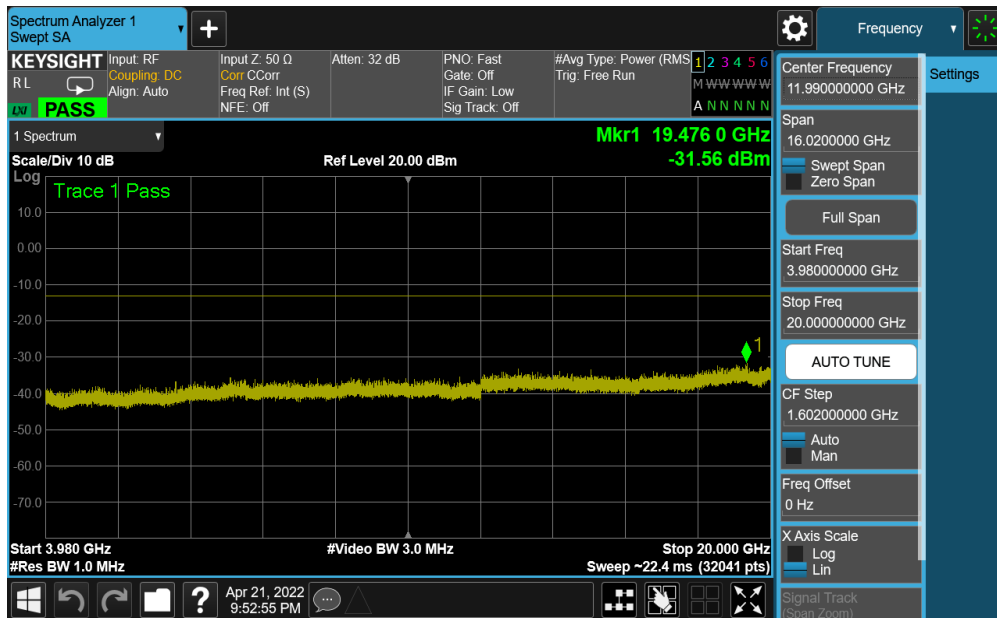 Spectrum Analyzer 1
Swept SA
Frequency
KEYSIGHT
R L
LXI
PASS
Input: RF
Coupling: DC
Align: Auto
Input Z: 50 Ω
Corr CCorr
Freq Ref: Int (S)
NFE: Off
Atten: 32 dB
PNO: Fast
Gate: Off
IF Gain: Low
Sig Track: Off
#Avg Type: Power (RMS
Trig: Free Run
1 2 3 4 5 6
M W W W W W
A N N N N N
1 Spectrum
Mkr1 19.476 0 GHz
Scale/Div 10 dB
Ref Level 20.00 dBm
-31.56 dBm
Log
Trace 1 Pass
10.0
0.00
-10.0
-20.0
-30.0
-40.0
-50.0
-60.0
-70.0
1
Start 3.980 GHz
#Video BW 3.0 MHz
Stop 20.000 GHz
#Res BW 1.0 MHz
Sweep ~22.4 ms (32041 pts)
Center Frequency
11.990000000 GHz
Settings
Span
16.0200000 GHz
Swept Span
Zero Span
Full Span
Start Freq
3.980000000 GHz
Stop Freq
20.000000000 GHz
AUTO TUNE
CF Step
1.602000000 GHz
Auto
Man
Freq Offset
0 Hz
X Axis Scale
Log
Lin
Signal Track
(Span Zoom)
?
Apr 21, 2022
9:52:55 PM